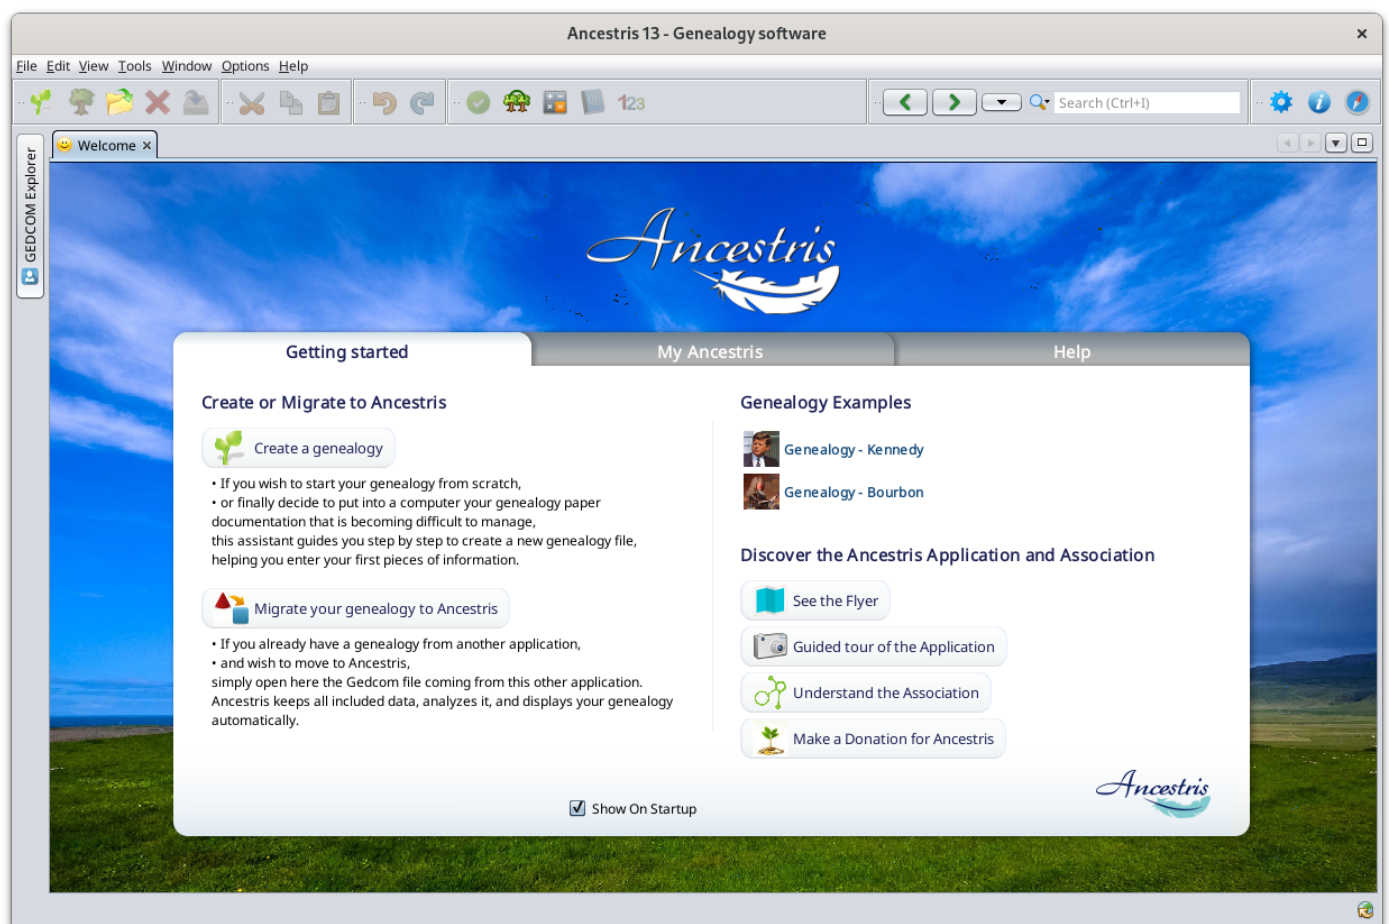 Ancestris 13 - Genealogy software
File Edit View Tools Window Options Help
123
Search (Ctrl+I)
Welcome
GEDCOM Explorer
Ancestris
Getting started
My Ancestris
Help
Create or Migrate to Ancestris
Create a genealogy
• If you wish to start your genealogy from scratch,
• or finally decide to put into a computer your genealogy paper
documentation that is becoming difficult to manage,
this assistant guides you step by step to create a new genealogy file,
helping you enter your first pieces of information.
Migrate your genealogy to Ancestris
• If you already have a genealogy from another application,
• and wish to move to Ancestris,
simply open here the Gedcom file coming from this other application.
Ancestris keeps all included data, analyzes it, and displays your genealogy
automatically.
Genealogy Examples
Genealogy - Kennedy
Genealogy - Bourbon
Discover the Ancestris Application and Association
See the Flyer
Guided tour of the Application
Understand the Association
Make a Donation for Ancestris
Ancestris
Show On Startup